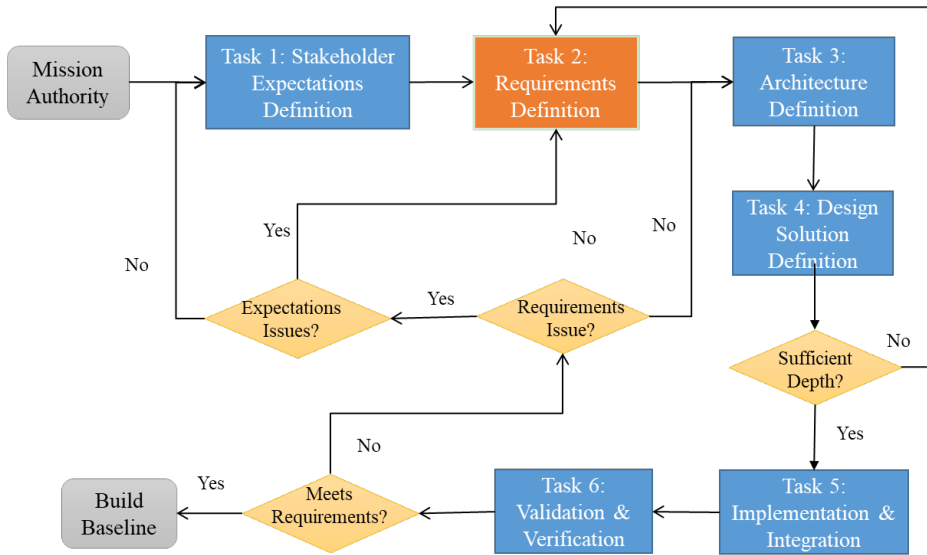 Mission
Authority
Task 1: Stakeholder
Expectations
Definition
Task 2:
Requirements
Definition
Task 3:
Architecture
Definition
Task 4: Design
Solution
Definition
Yes
No
No
No
Expectations
Issues?
Yes
Requirements
Issue?
Sufficient
Depth?
No
Yes
No
Build
Baseline
Yes
Meets
Requirements?
Task 6:
Validation &
Verification
Task 5:
Implementation &
Integration